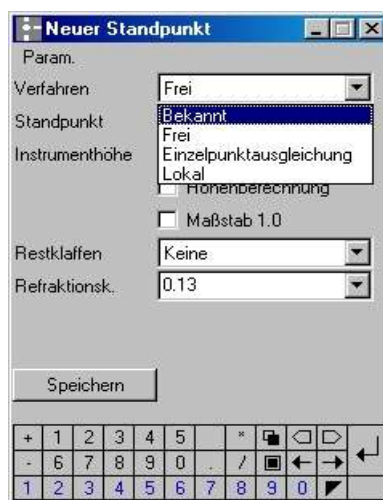 Neuer Standpunkt
Param.
Verfahren Frei
Standpunkt Bekannt
Frei
Instrumenthöhe Einzelpunktausgleichung
Lokal
Höhenberechnung
Maßstab 1.0
Restklaffen Keine
Refraktionsk. 0.13
Speichern
+ 1 2 3 4 5 *
- 6 7 8 9 0 . /
1 2 3 4 5 6 7 8 9 0